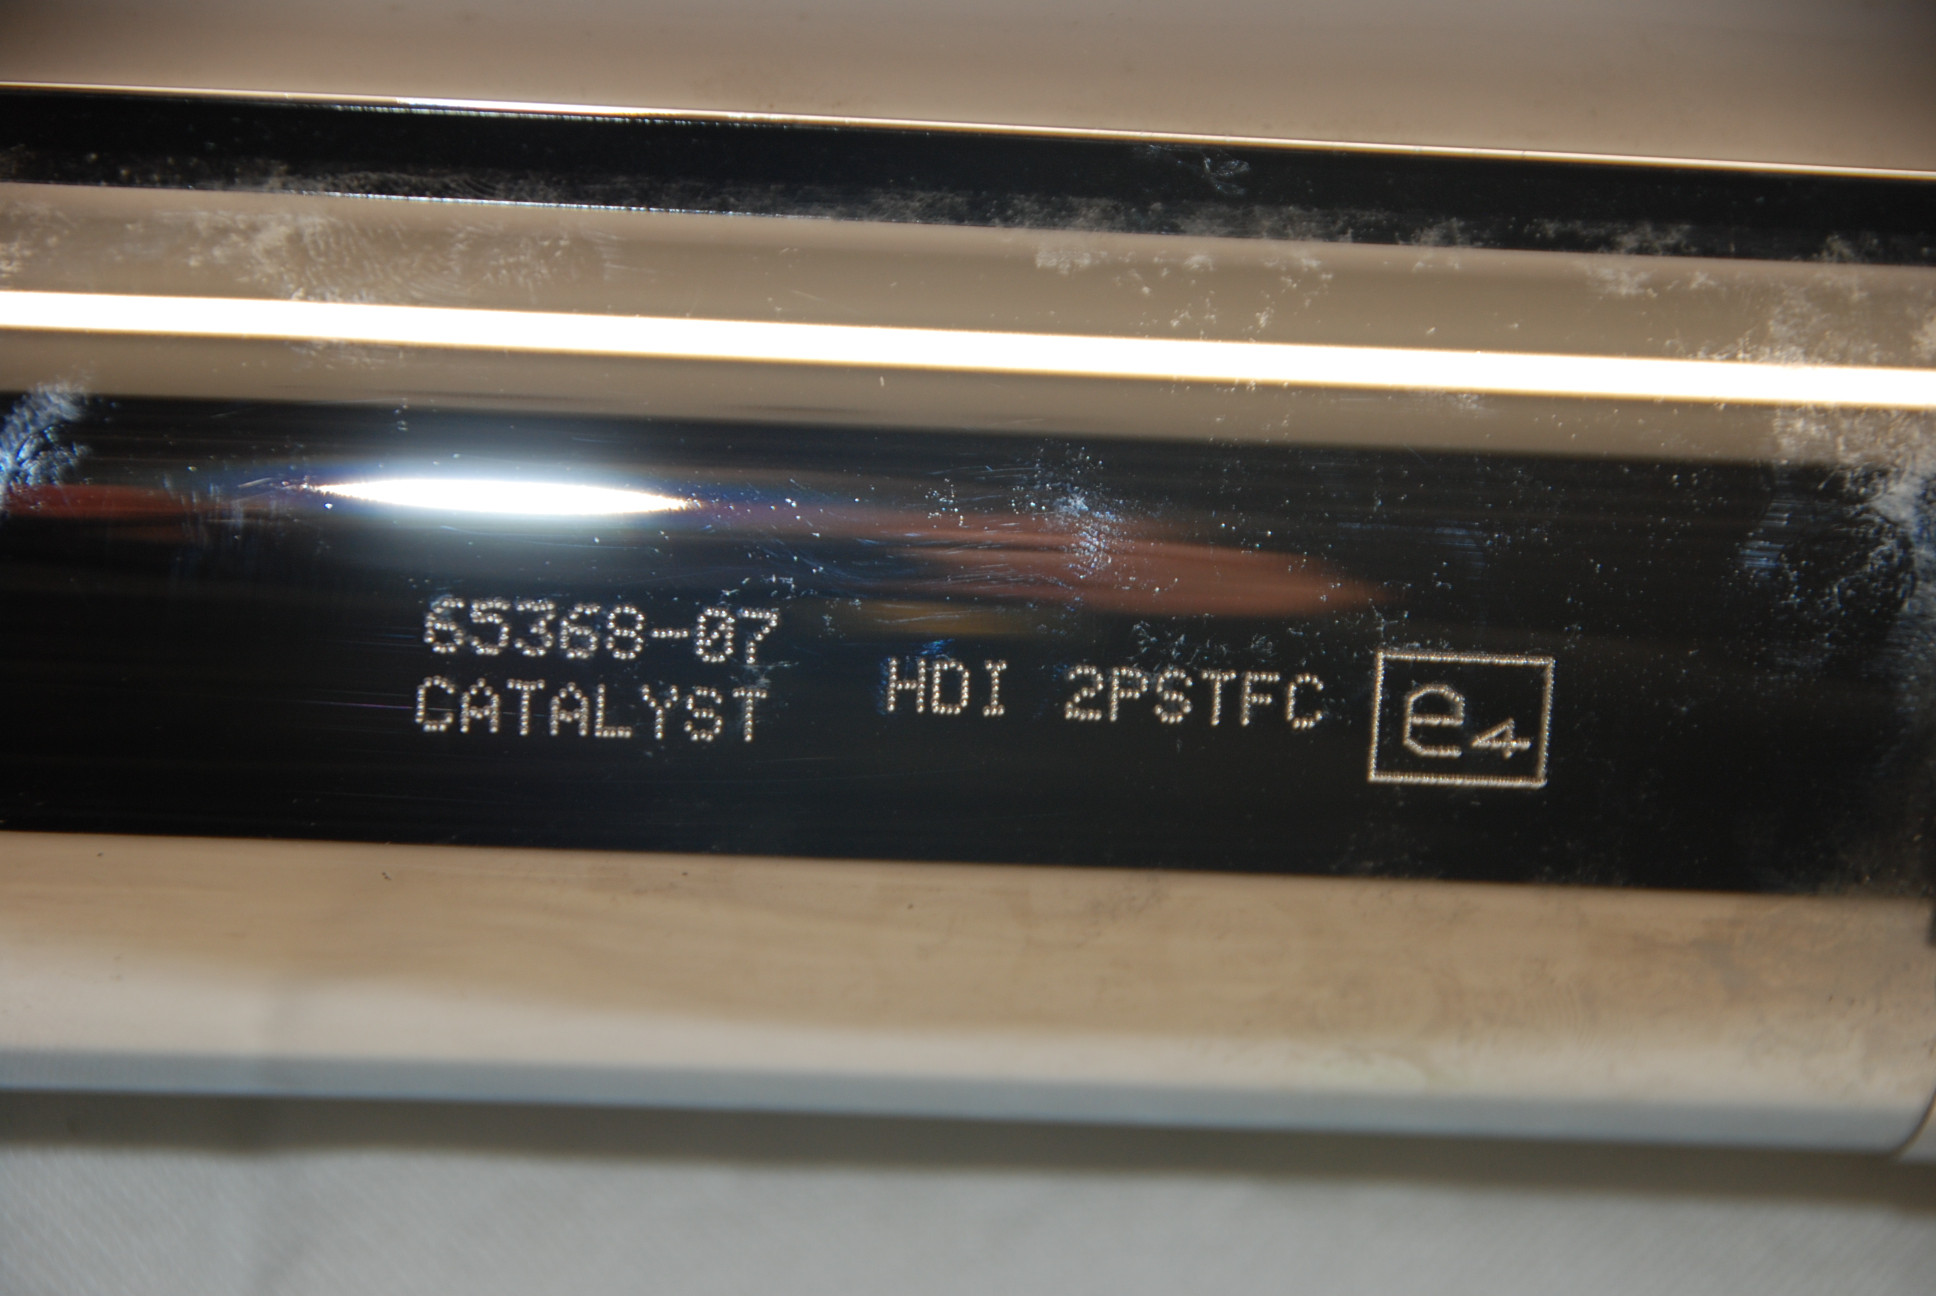 65368-07
CATALYST
HDI 2PSTFC
e4